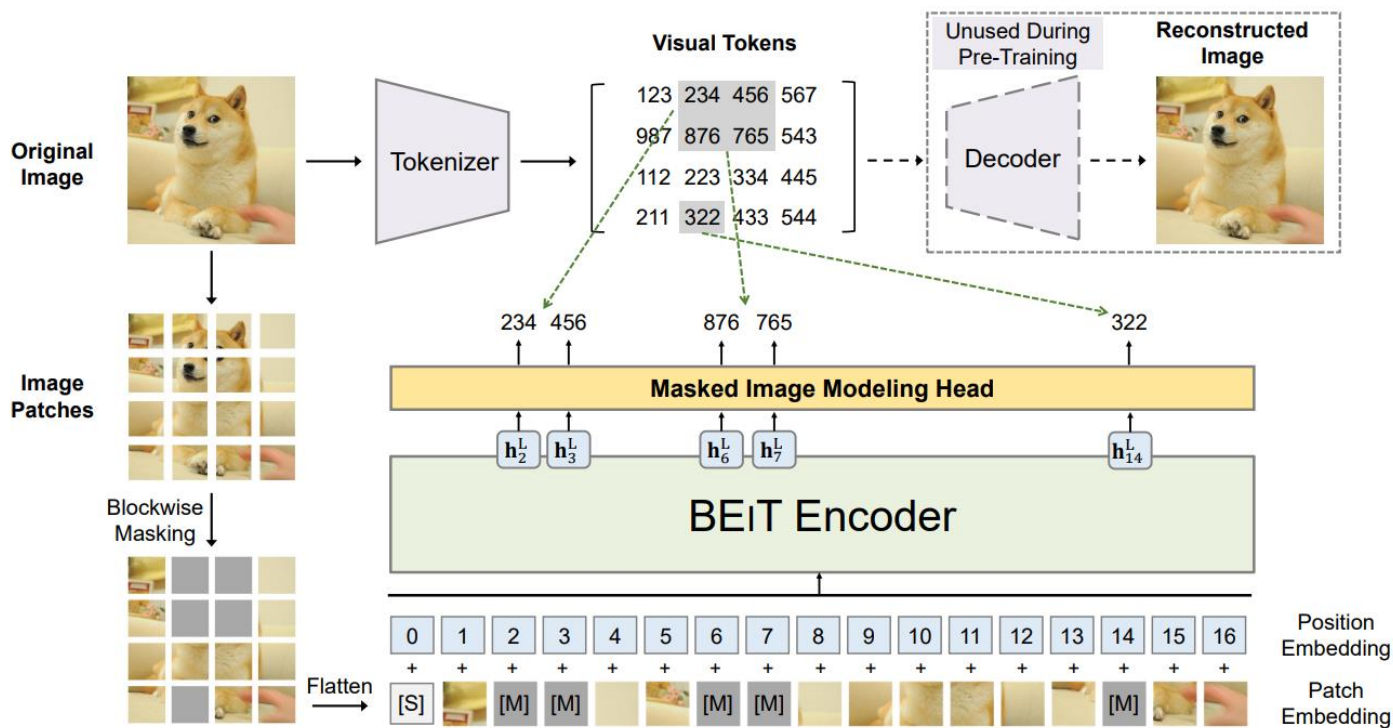 Visual Tokens
Unused During
Pre-Training
Reconstructed
Image
Original
Image
Tokenizer
123 234 456 567
987 876 765 543
112 223 334 445
211 322 433 544
Decoder
234 456 876 765 322
Image
Patches
Masked Image Modeling Head
h₂ᴸ h₃ᴸ h₆ᴸ h₇ᴸ h₁₄ᴸ
BEIT Encoder
Blockwise
Masking
0 1 2 3 4 5 6 7 8 9 10 11 12 13 14 15 16
Position
Embedding
+ + + + + + + + + + + + + + + + +
Flatten
[S] [M] [M] [M] [M] [M]
Patch
Embedding